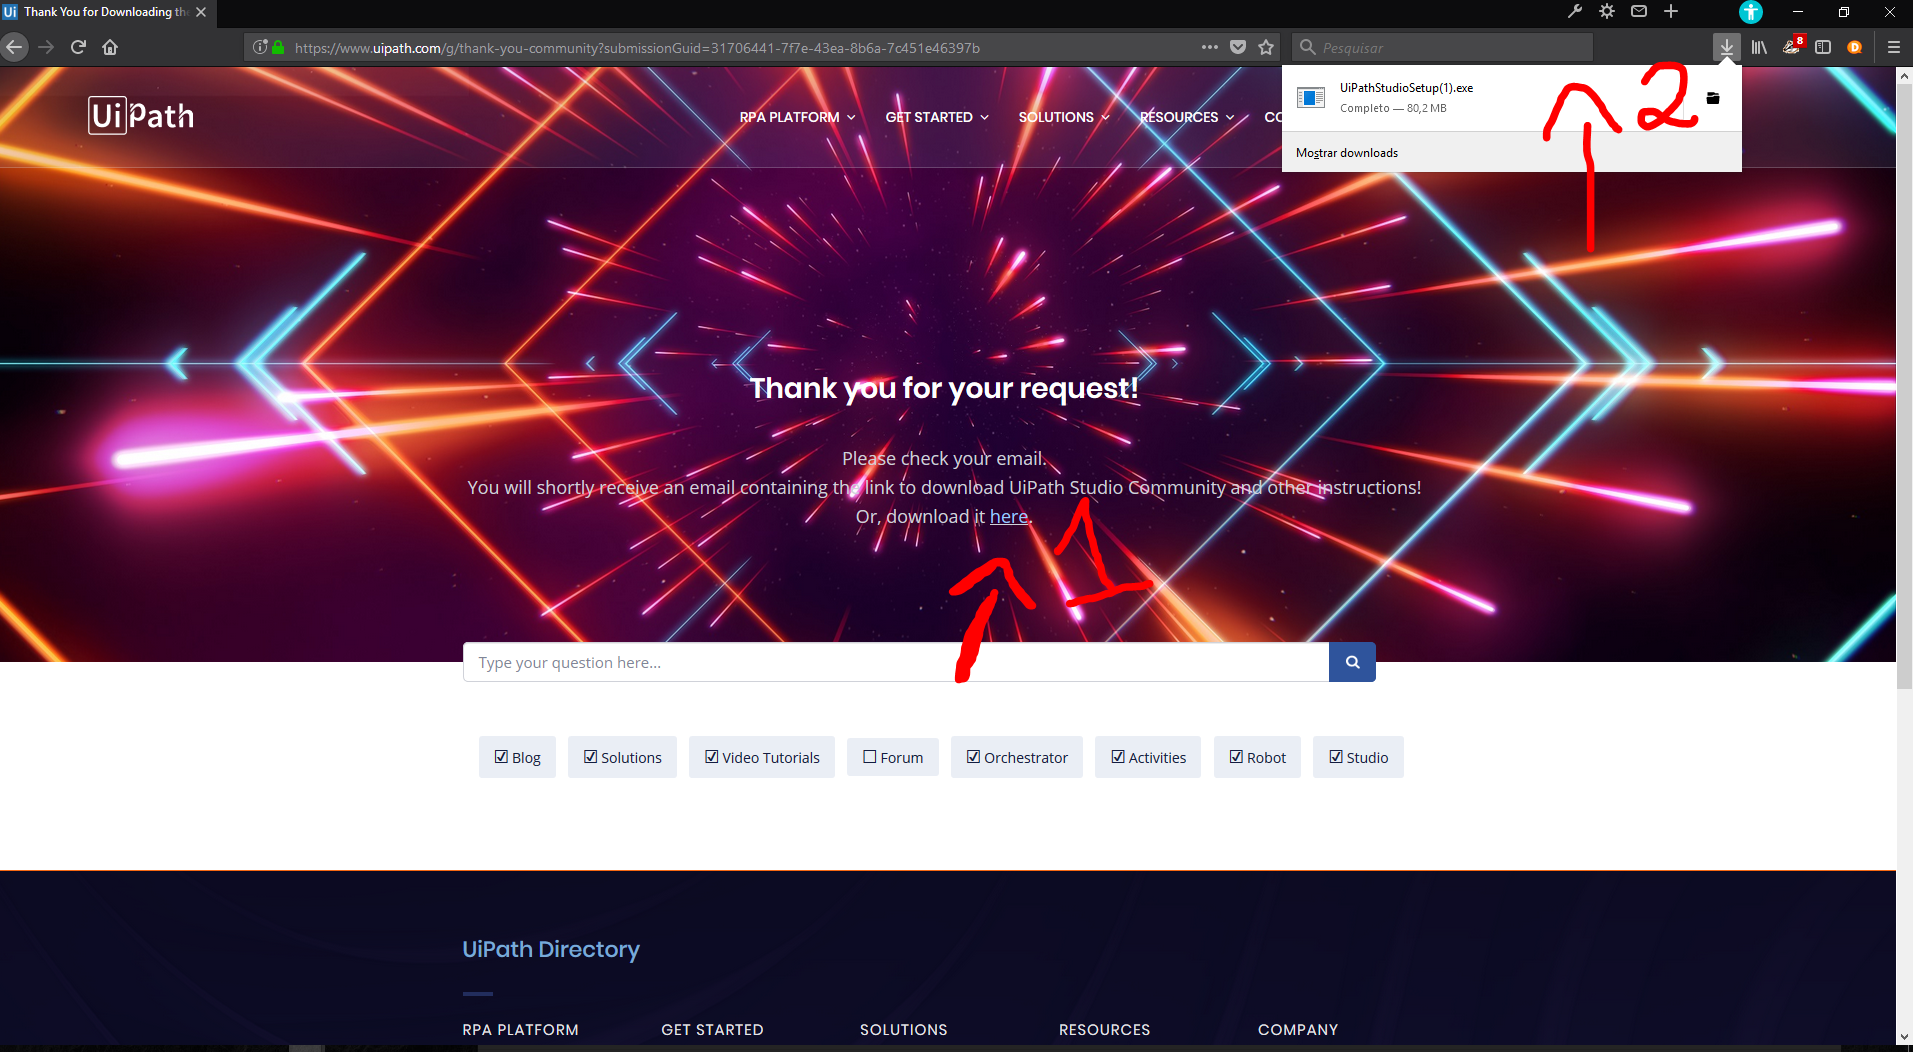 Ui Thank You for Downloading the
https://www.uipath.com/g/thank-you-community?submissionGuid=31706441-7f7e-43ea-8b6a-7c451e46397b
Pesquisar
8
D
UiPathStudioSetup(1).exe
Completo — 80,2 MB
Mostrar downloads
2
UiPath
RPA PLATFORM
GET STARTED
SOLUTIONS
RESOURCES
CO
Thank you for your request!
Please check your email.
You will shortly receive an email containing the link to download UiPath Studio Community and other instructions!
Or, download it here.
1
Type your question here...
Blog
Solutions
Video Tutorials
Forum
Orchestrator
Activities
Robot
Studio
UiPath Directory
RPA PLATFORM
GET STARTED
SOLUTIONS
RESOURCES
COMPANY